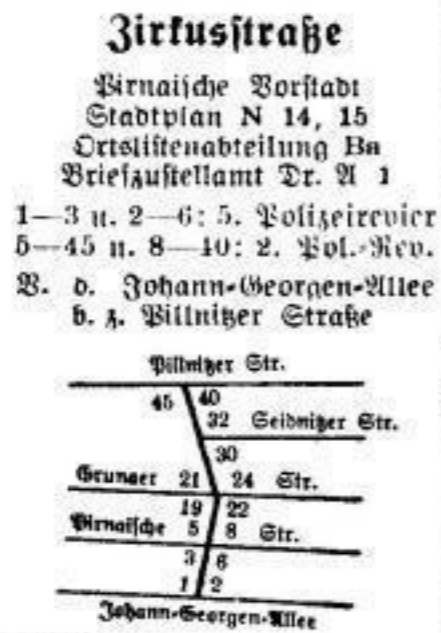 Zirkusstraße
Pirnaische Vorstadt
Stadtplan N 14, 15
Ortslistenabteilung Ba
Briefzustellamt Dr. A 1
1—3 u. 2—6: 5. Polizeirevier
5—45 u. 8—40: 2. Pol.-Rev.
V. d. Johann-Georgen-Allee
b. z. Pillnitzer Straße
Pillnitzer Str.
45 40
32 Seidnitzer Str.
30
Grunaer 21 24 Str.
19 22
Pirnaische 5 8 Str.
3 6
1 2
Johann-Georgen-Allee